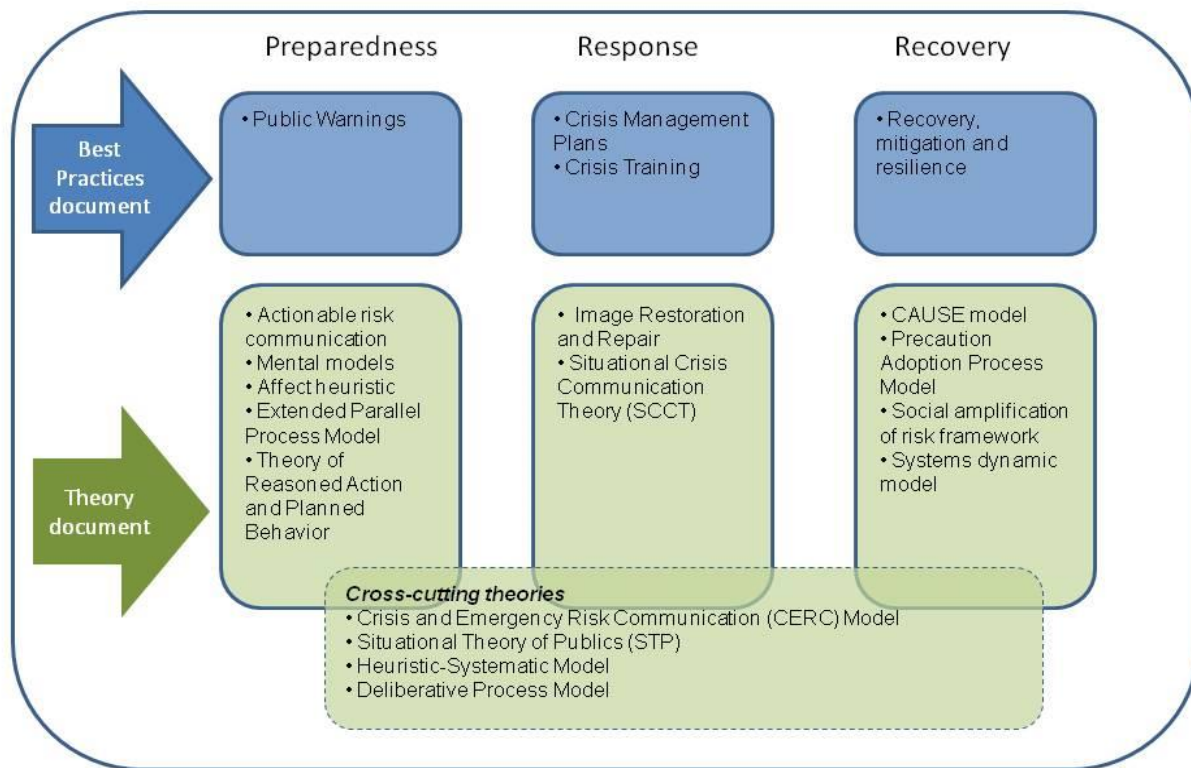 Preparedness
Response
Recovery
Best
Practices
document
• Public Warnings
• Crisis Management
Plans
• Crisis Training
• Recovery,
mitigation and
resilience
Theory
document
• Actionable risk
communication
• Mental models
• Affect heuristic
• Extended Parallel
Process Model
• Theory of
Reasoned Action
and Planned
Behavior
• Image Restoration
and Repair
• Situational Crisis
Communication
Theory (SCCT)
• CAUSE model
• Precaution
Adoption Process
Model
• Social amplification
of risk framework
• Systems dynamic
model
Cross-cutting theories
• Crisis and Emergency Risk Communication (CERC) Model
• Situational Theory of Publics (STP)
• Heuristic-Systematic Model
• Deliberative Process Model